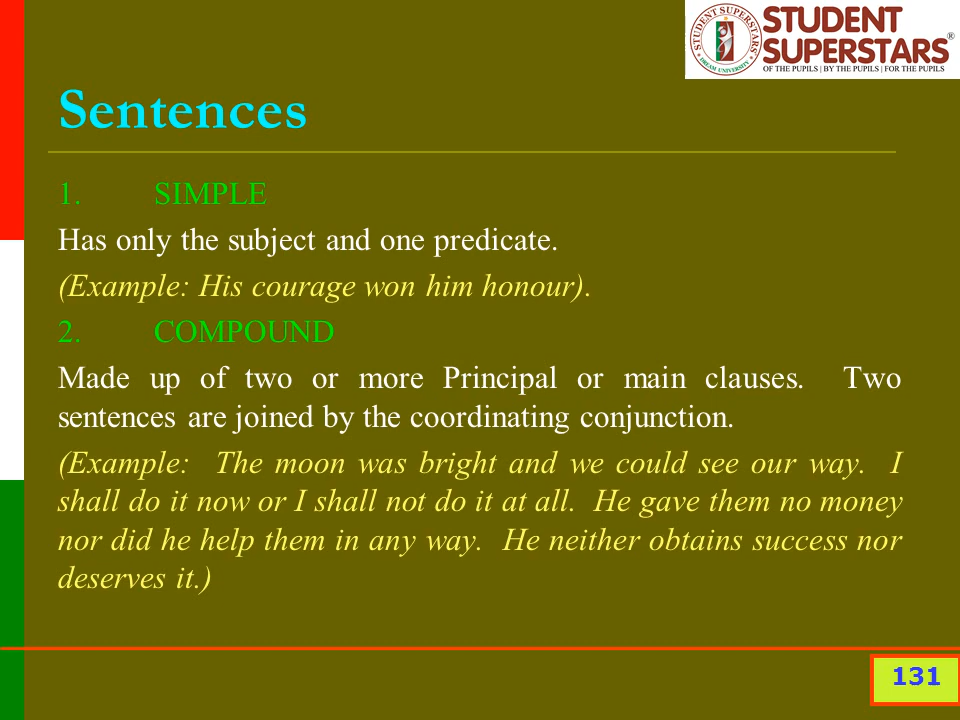 STUDENT SUPERSTARS
DREAM UNIVERSITY
STUDENT
SUPERSTARS®
OF THE PUPILS | BY THE PUPILS | FOR THE PUPILS
Sentences
1. SIMPLE
Has only the subject and one predicate.
(Example: His courage won him honour).
2. COMPOUND
Made up of two or more Principal or main clauses. Two
sentences are joined by the coordinating conjunction.
(Example: The moon was bright and we could see our way. I
shall do it now or I shall not do it at all. He gave them no money
nor did he help them in any way. He neither obtains success nor
deserves it.)
131